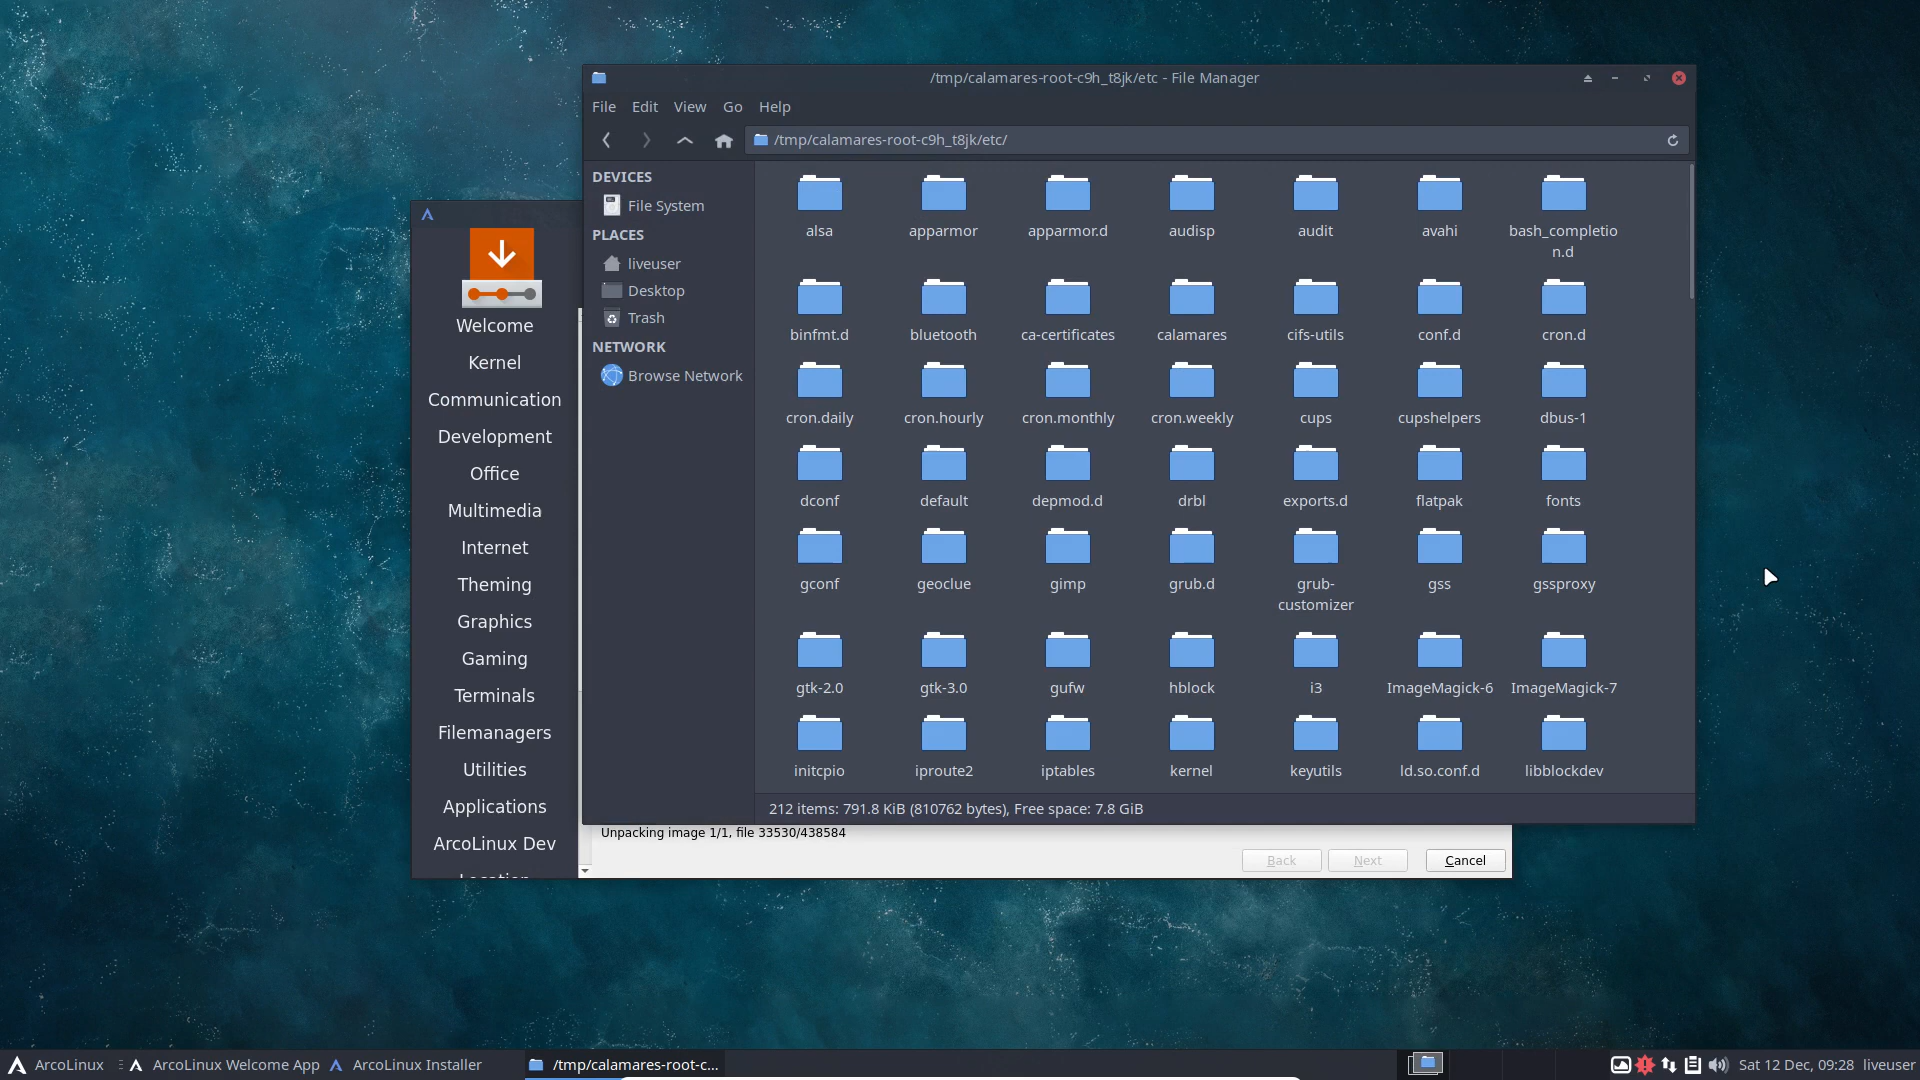 /tmp/calamares-root-c9h_t8jk/etc - File Manager
File Edit View Go Help
/tmp/calamares-root-c9h_t8jk/etc/
DEVICES
File System
PLACES
liveuser
Desktop
Trash
NETWORK
Browse Network
alsa apparmor apparmor.d audisp audit avahi bash_completio
n.d
binfmt.d bluetooth ca-certificates calamares cifs-utils conf.d cron.d
cron.daily cron.hourly cron.monthly cron.weekly cups cupshelpers dbus-1
dconf default depmod.d drbl exports.d flatpak fonts
gconf geoclue gimp grub.d grub- gss gssproxy
customizer
gtk-2.0 gtk-3.0 gufw hblock i3 ImageMagick-6 ImageMagick-7
initcpio iproute2 iptables kernel keyutils ld.so.conf.d libblockdev
212 items: 791.8 KiB (810762 bytes), Free space: 7.8 GiB
Welcome
Kernel
Communication
Development
Office
Multimedia
Internet
Theming
Graphics
Gaming
Terminals
Filemanagers
Utilities
Applications
ArcoLinux Dev
Location
Unpacking image 1/1, file 33530/438584
Back Next Cancel
ArcoLinux ArcoLinux Welcome App ArcoLinux Installer /tmp/calamares-root-c... Sat 12 Dec, 09:28 liveuser